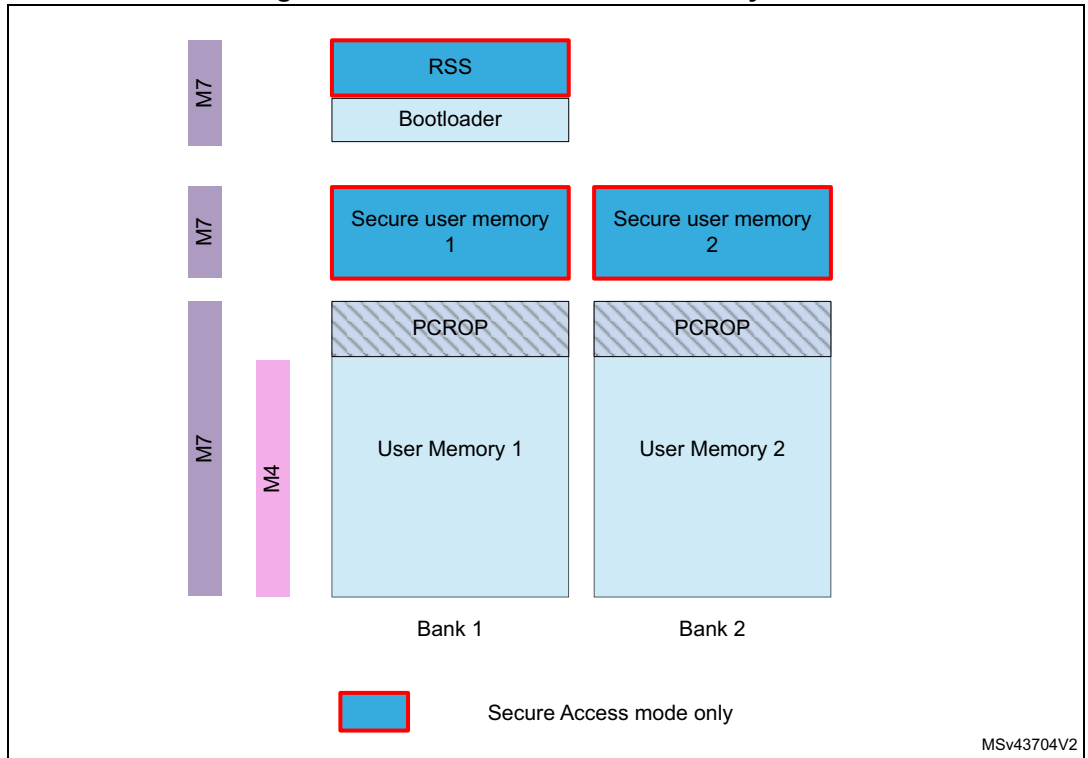 M7
RSS
Bootloader
M7
Secure user memory
1
Secure user memory
2
M7
M4
PCROP
PCROP
User Memory 1
User Memory 2
Bank 1
Bank 2
Secure Access mode only
MSv43704V2